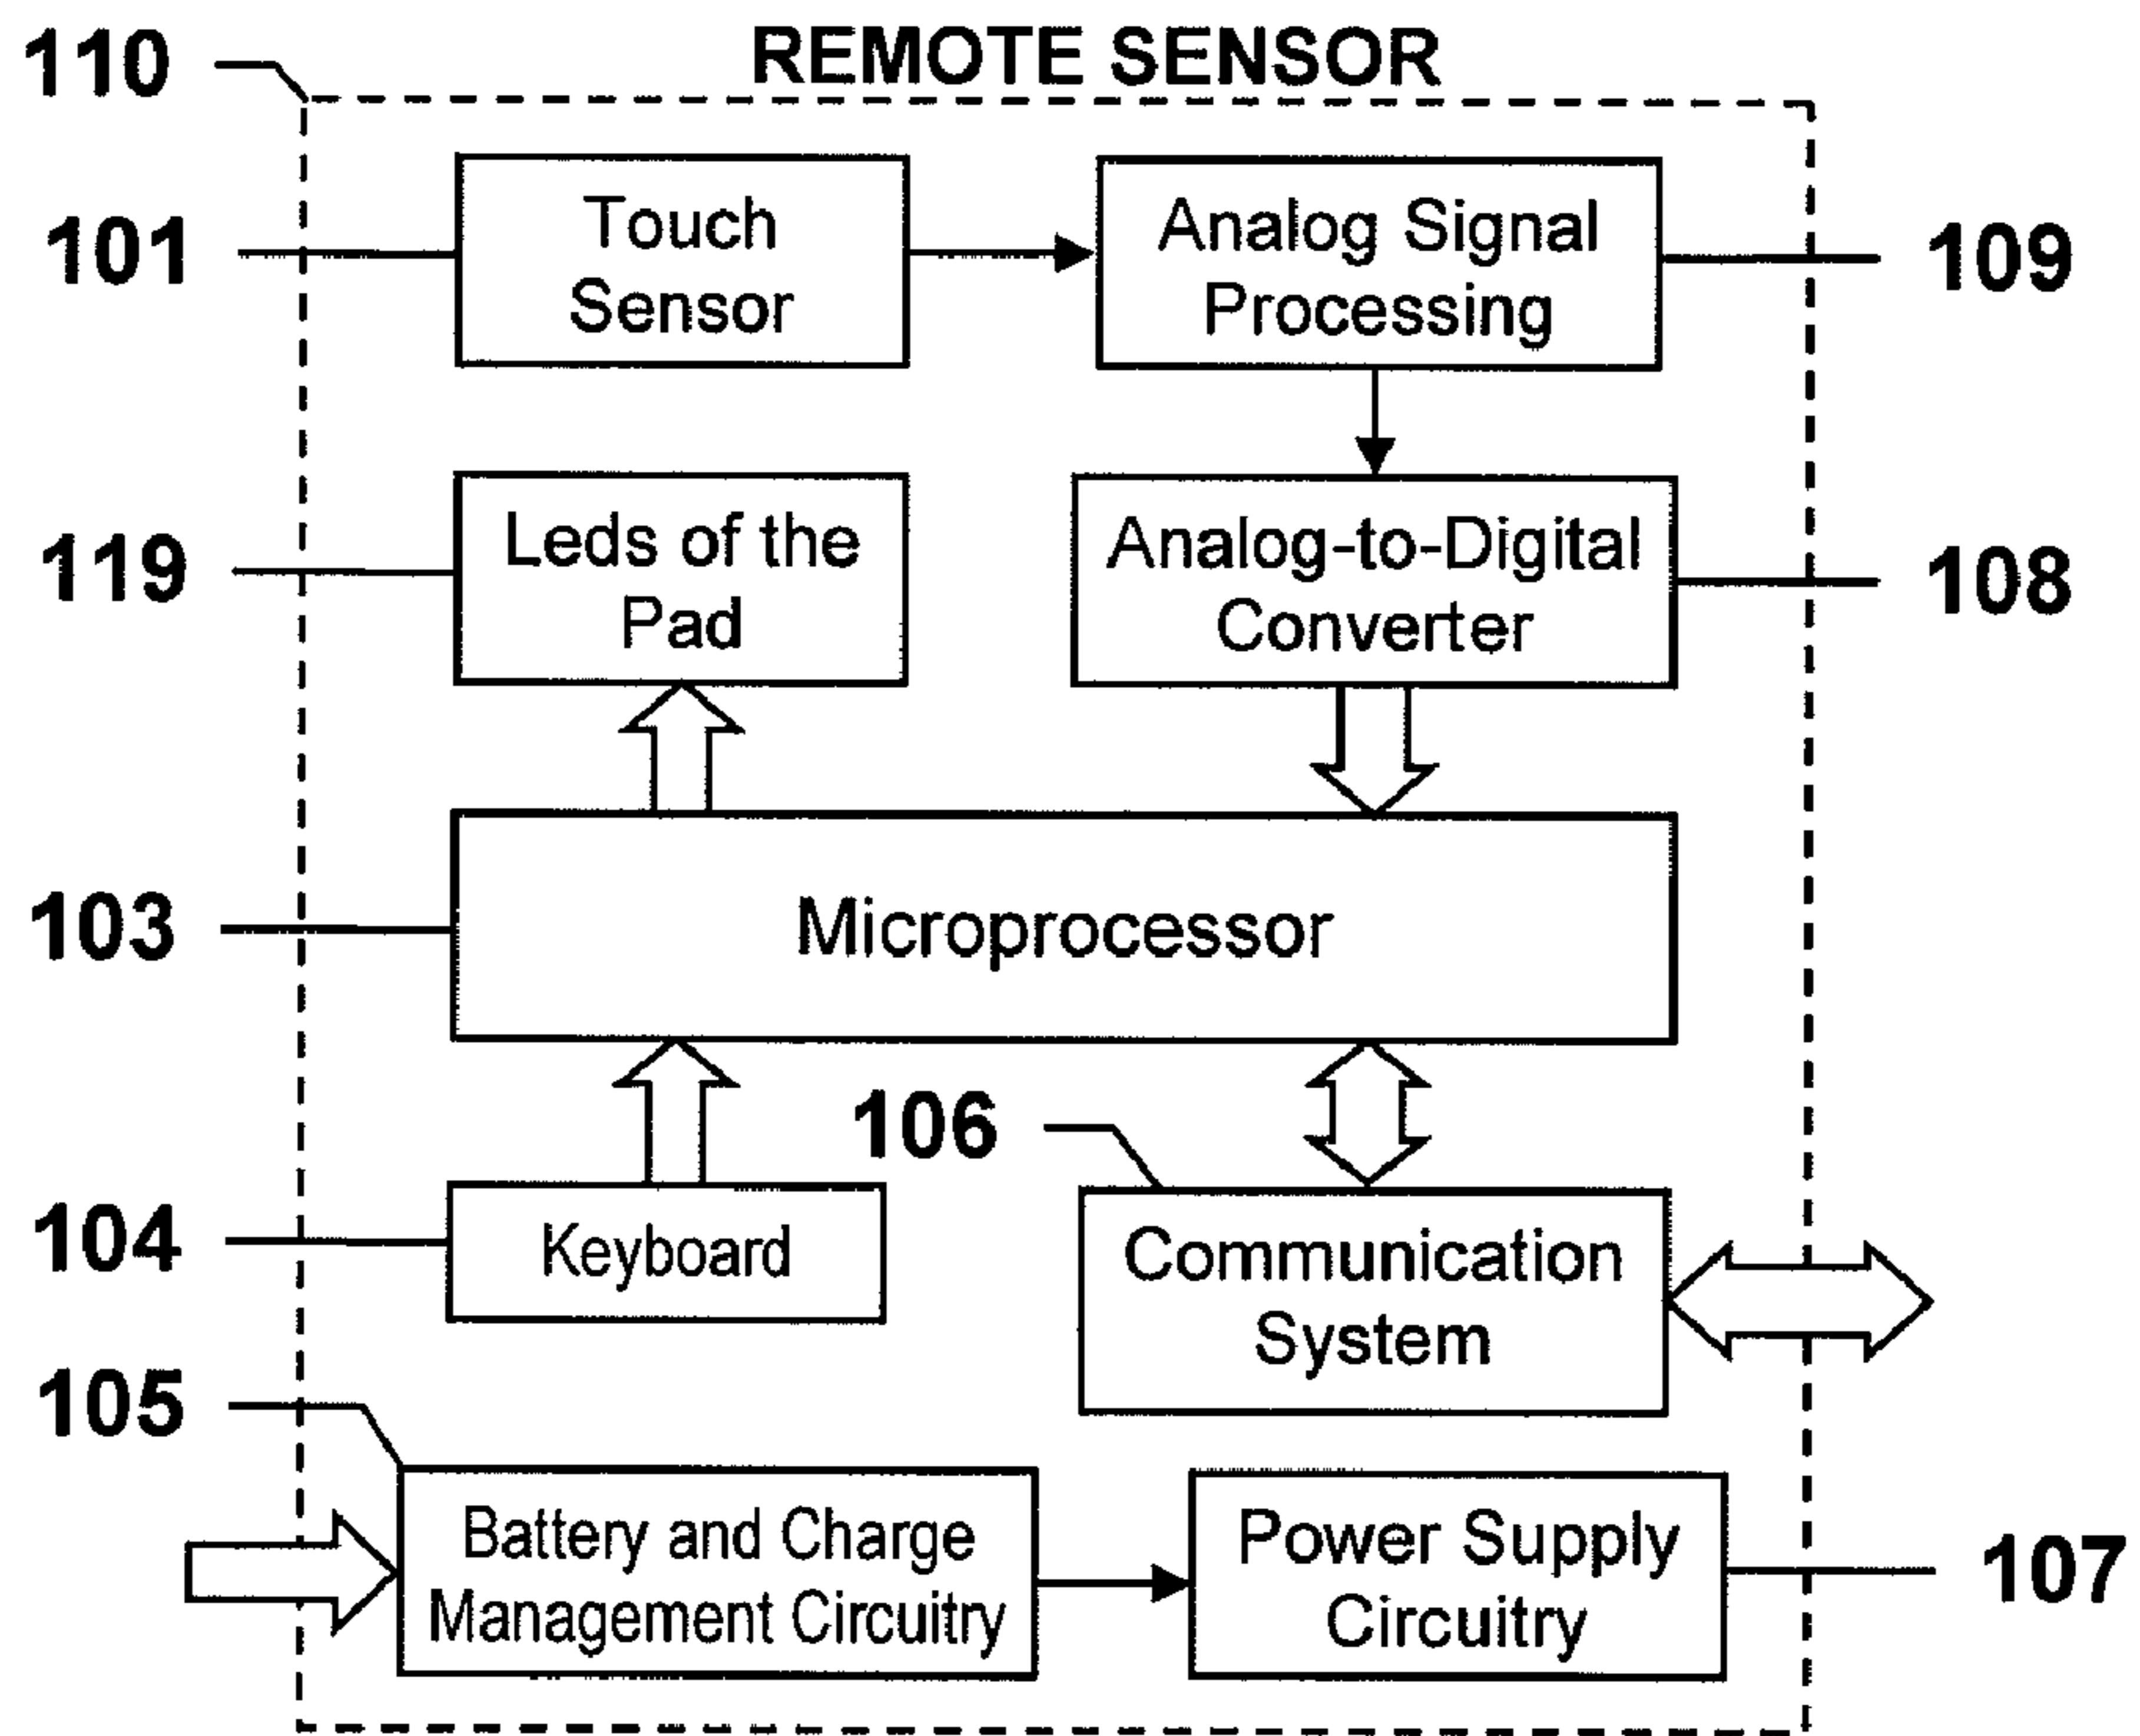 110
REMOTE SENSOR
101
Touch
Sensor
Analog Signal
Processing
109
119
Leds of the
Pad
Analog-to-Digital
Converter
108
103
Microprocessor
106
104
Keyboard
Communication
System
105
Battery and Charge
Management Circuitry
Power Supply
Circuitry
107